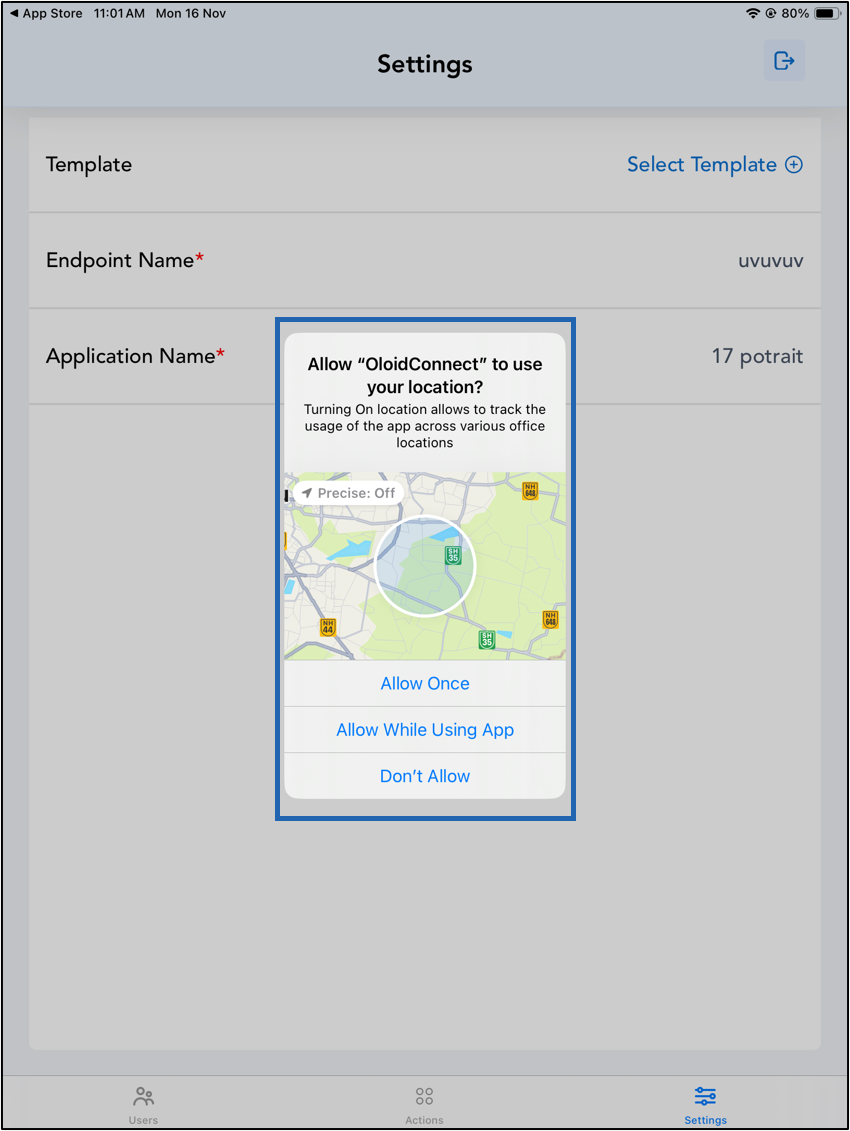 App Store 11:01 AM Mon 16 Nov 80%
Settings
Template Select Template
Endpoint Name* uvuvuv
Application Name* 17 potrait
Allow “OloidConnect” to use
your location?
Turning On location allows to track the
usage of the app across various office
locations
Precise: Off
NH
648
SH
35
NH
44
NH
648
SH
35
Allow Once
Allow While Using App
Don’t Allow
Users Actions Settings